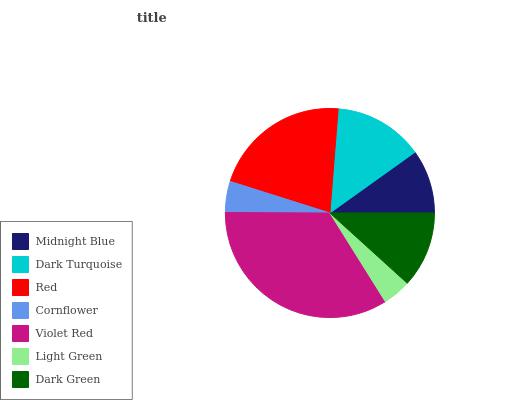 title
Midnight Blue
Dark Turquoise
Red
Cornflower
Violet Red
Light Green
Dark Green